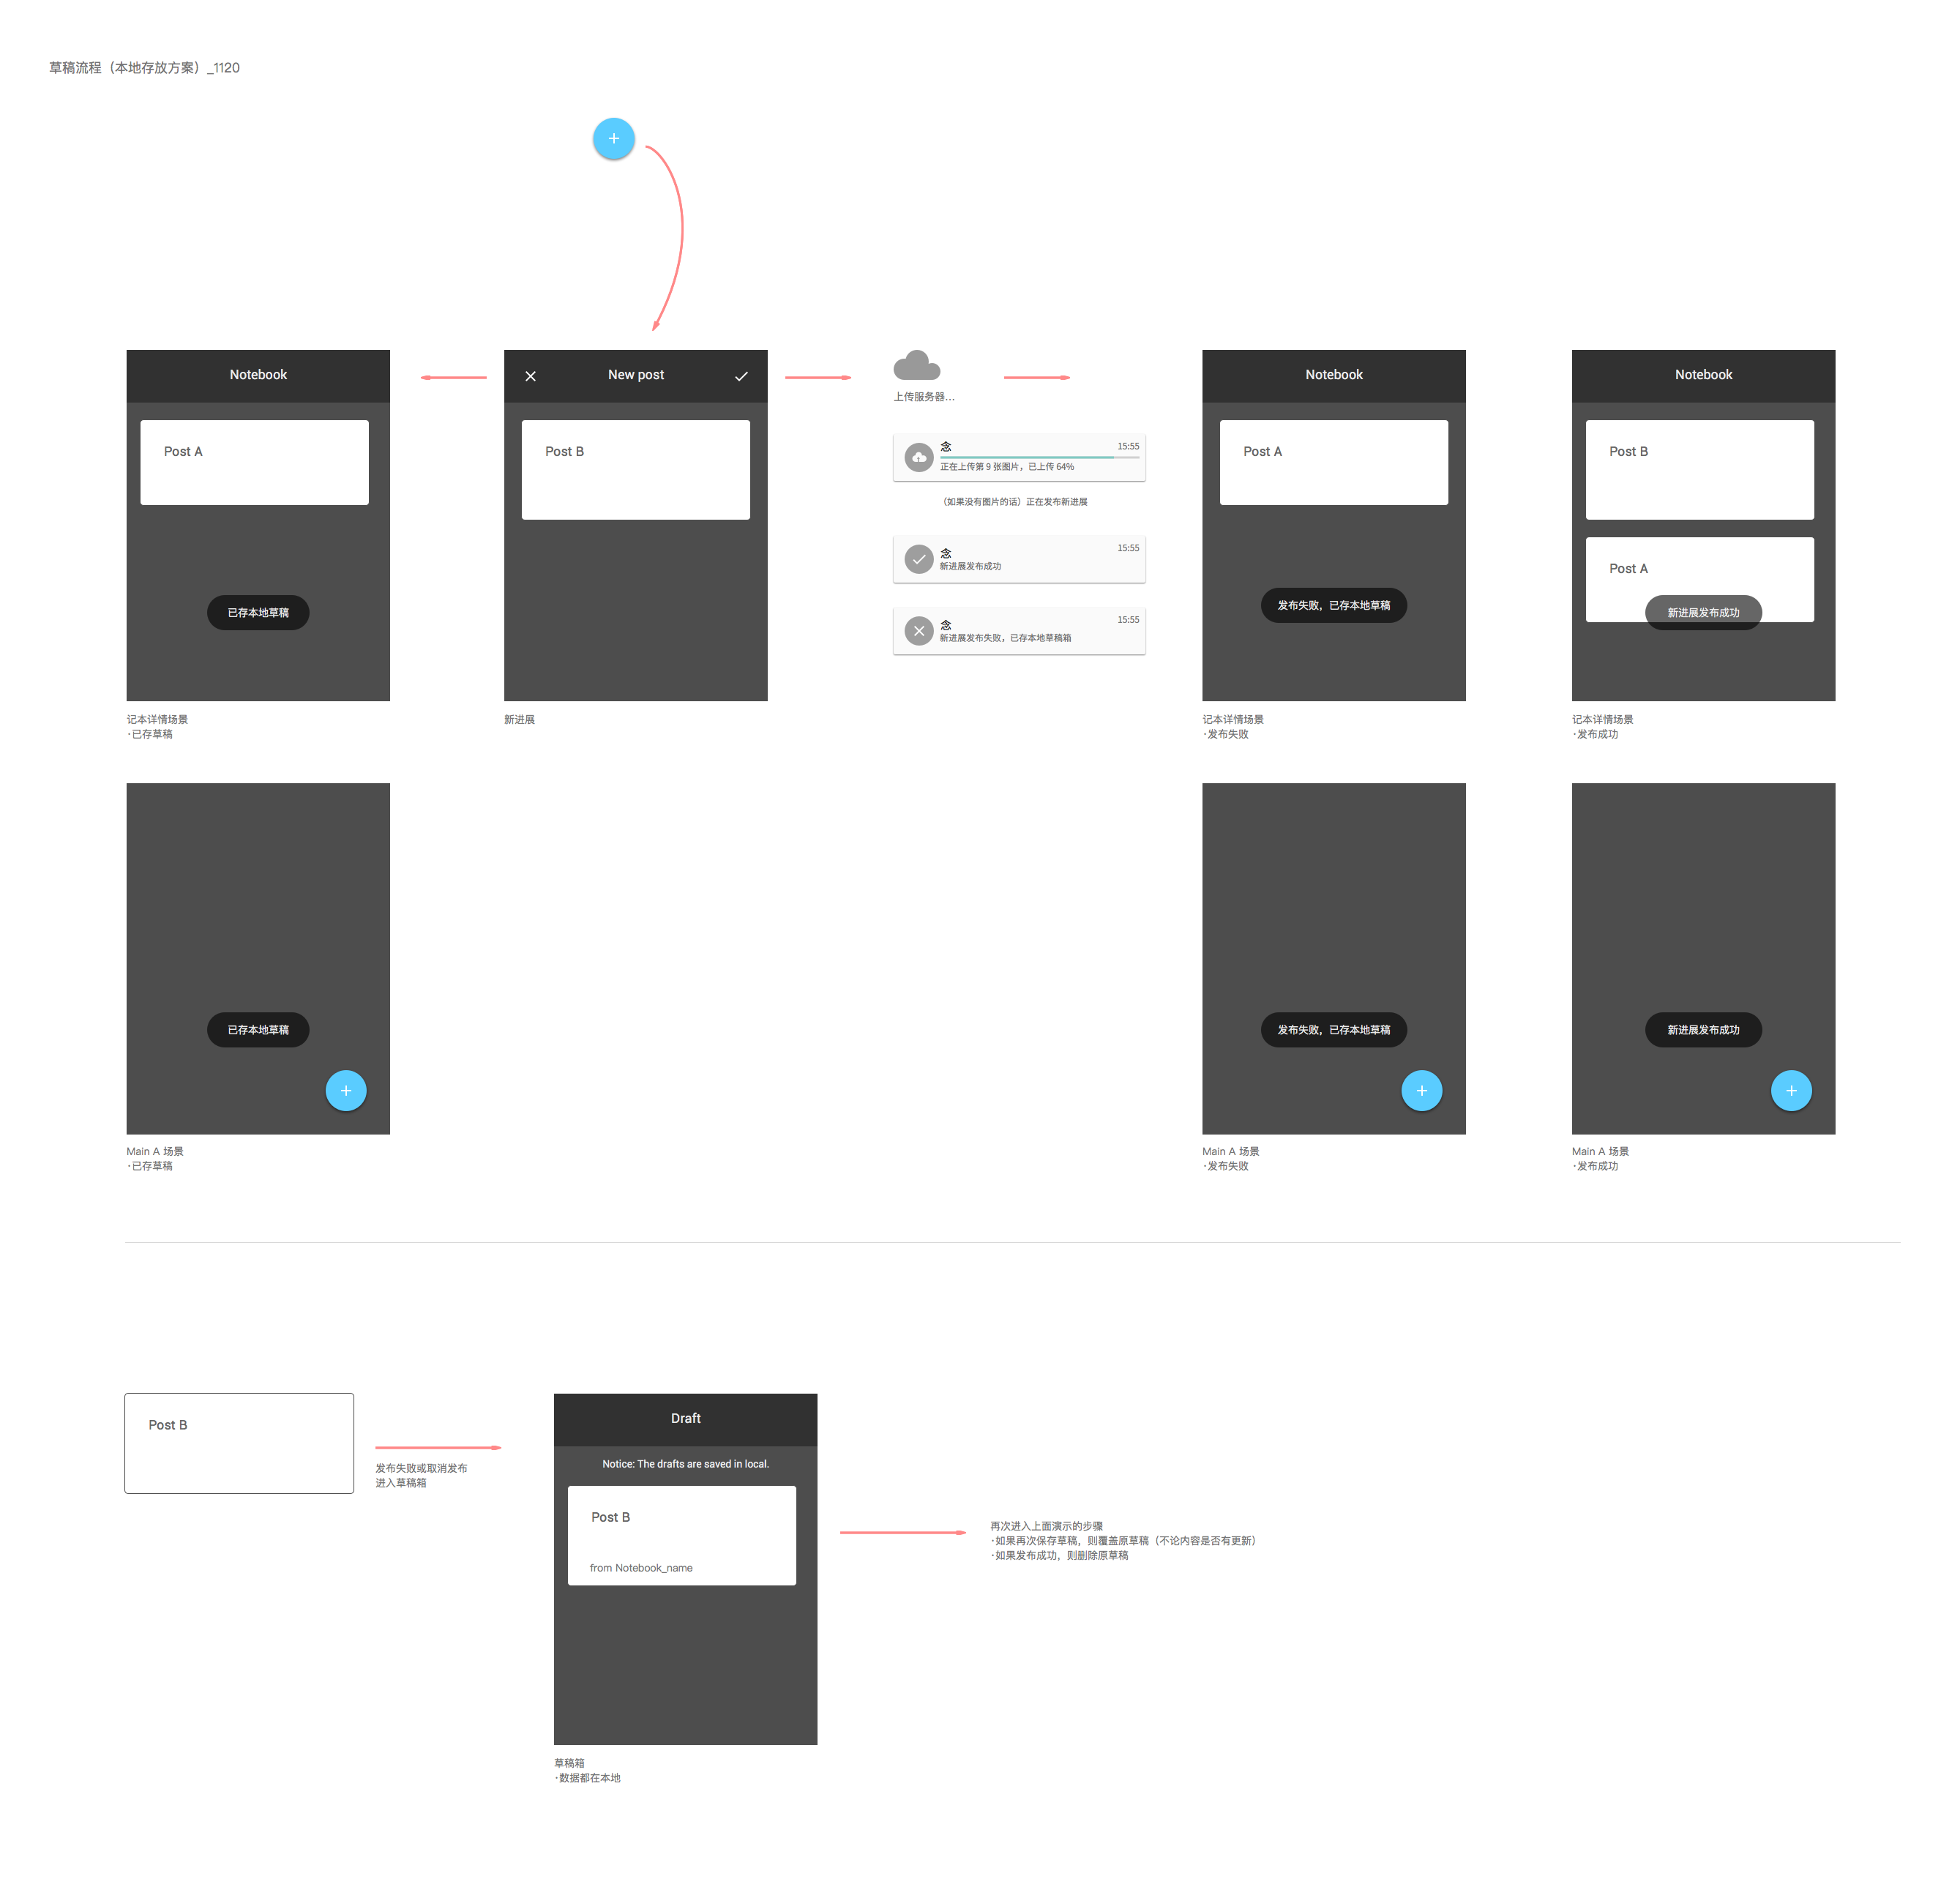 草稿流程（本地存放方案）_1120
Notebook
Post A
已存本地草稿
记本详情场景
·已存草稿
New post
Post B
新进展
上传服务器...
念
15:55
正在上传第 9 张图片，已上传 64%
（如果没有图片的话）正在发布新进展
念
15:55
新进展发布成功
念
15:55
新进展发布失败，已存本地草稿箱
Notebook
Post A
发布失败，已存本地草稿
记本详情场景
·发布失败
Notebook
Post B
Post A
新进展发布成功
记本详情场景
·发布成功
已存本地草稿
Main A 场景
·已存草稿
发布失败，已存本地草稿
Main A 场景
·发布失败
新进展发布成功
Main A 场景
·发布成功
Post B
发布失败或取消发布
进入草稿箱
Draft
Notice: The drafts are saved in local.
Post B
from Notebook_name
草稿箱
·数据都在本地
再次进入上面演示的步骤
·如果再次保存草稿，则覆盖原草稿（不论内容是否有更新）
·如果发布成功，则删除原草稿